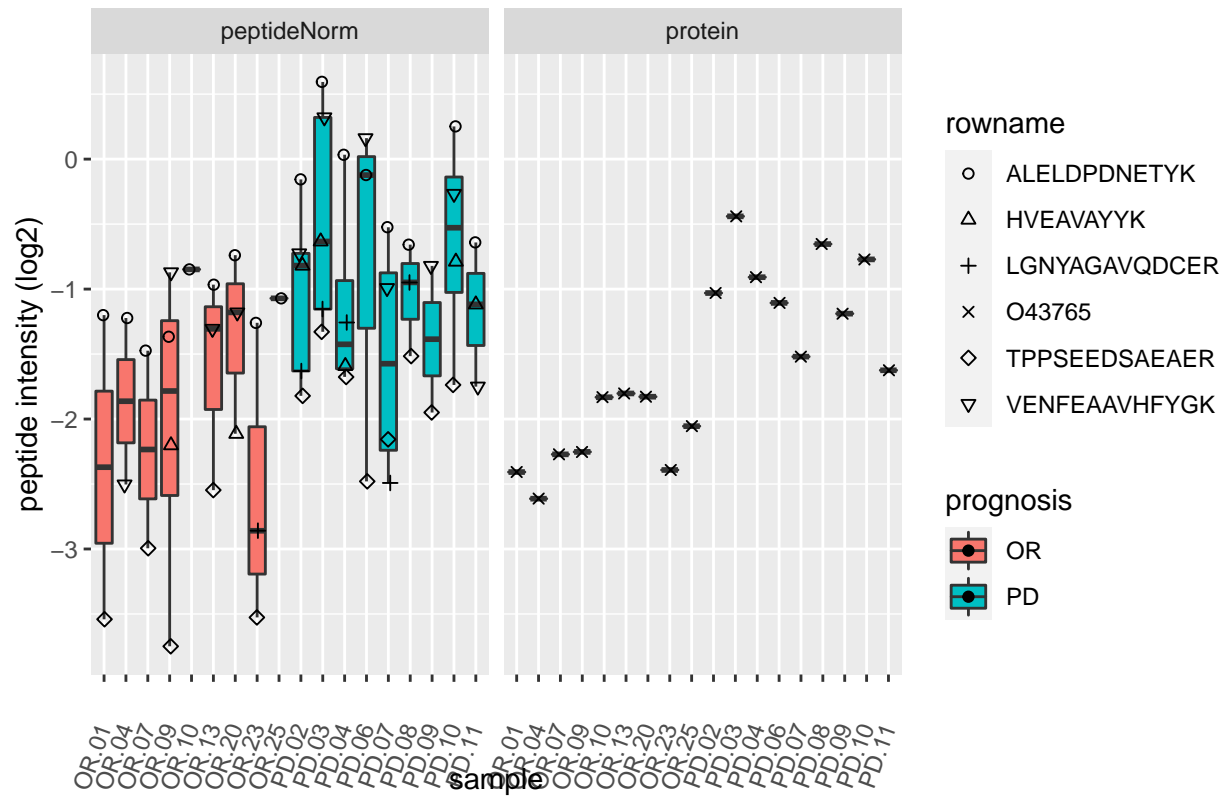 peptideNorm
protein
peptide intensity (log2)
0
−1
−2
−3
OR.01
OR.04
OR.07
OR.09
OR.10
OR.13
OR.20
OR.23
OR.25
PD.02
PD.03
PD.04
PD.06
PD.07
PD.08
PD.09
PD.10
PD.11
OR.01
OR.04
OR.07
OR.09
OR.10
OR.13
OR.20
OR.23
OR.25
PD.02
PD.03
PD.04
PD.06
PD.07
PD.08
PD.09
PD.10
PD.11
sample
rowname
ALELDPDNETYK
HVEAVAYYK
LGNYAGAVQDCER
O43765
TPPSEEDSAEAER
VENFEAAVHFYGK
prognosis
OR
PD